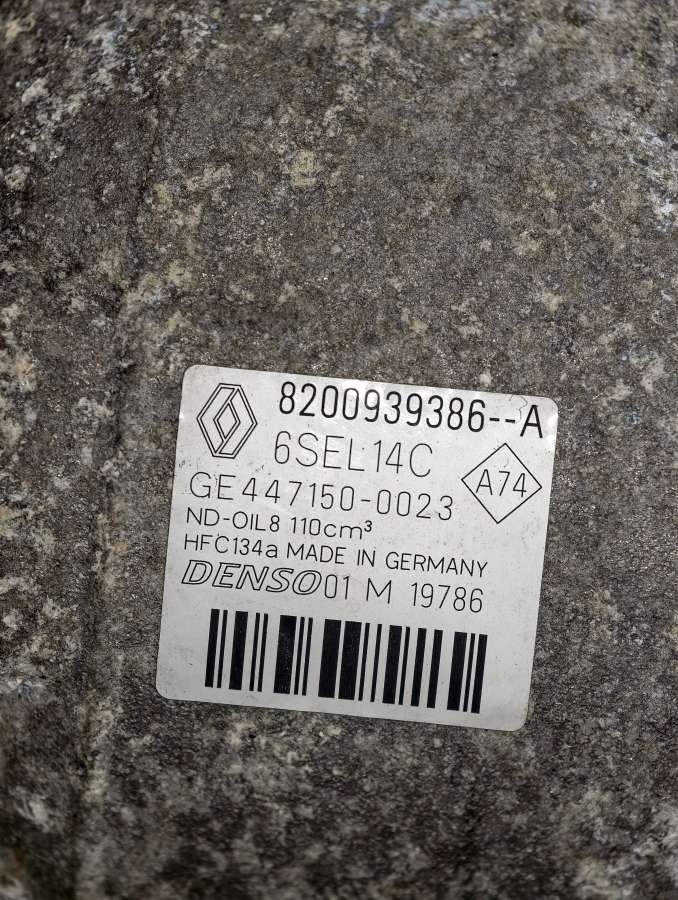 8200939386--A
6SEL14C
A74
GE447150-0023
ND-OIL8 110cm³
HFC134a MADE IN GERMANY
DENSO 01 M 19786